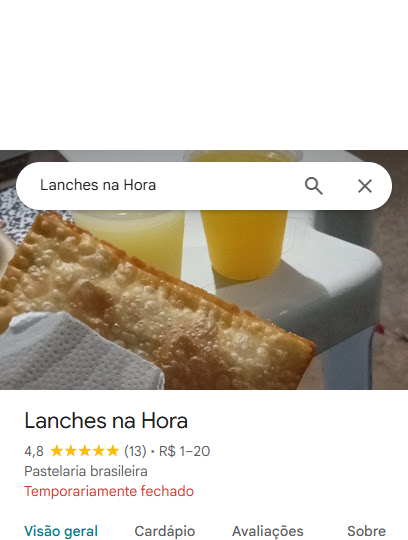 Lanches na Hora
Lanches na Hora
4,8 ★★★★★ (13) · R$ 1–20
Pastelaria brasileira
Temporariamente fechado
Visão geral Cardápio Avaliações Sobre